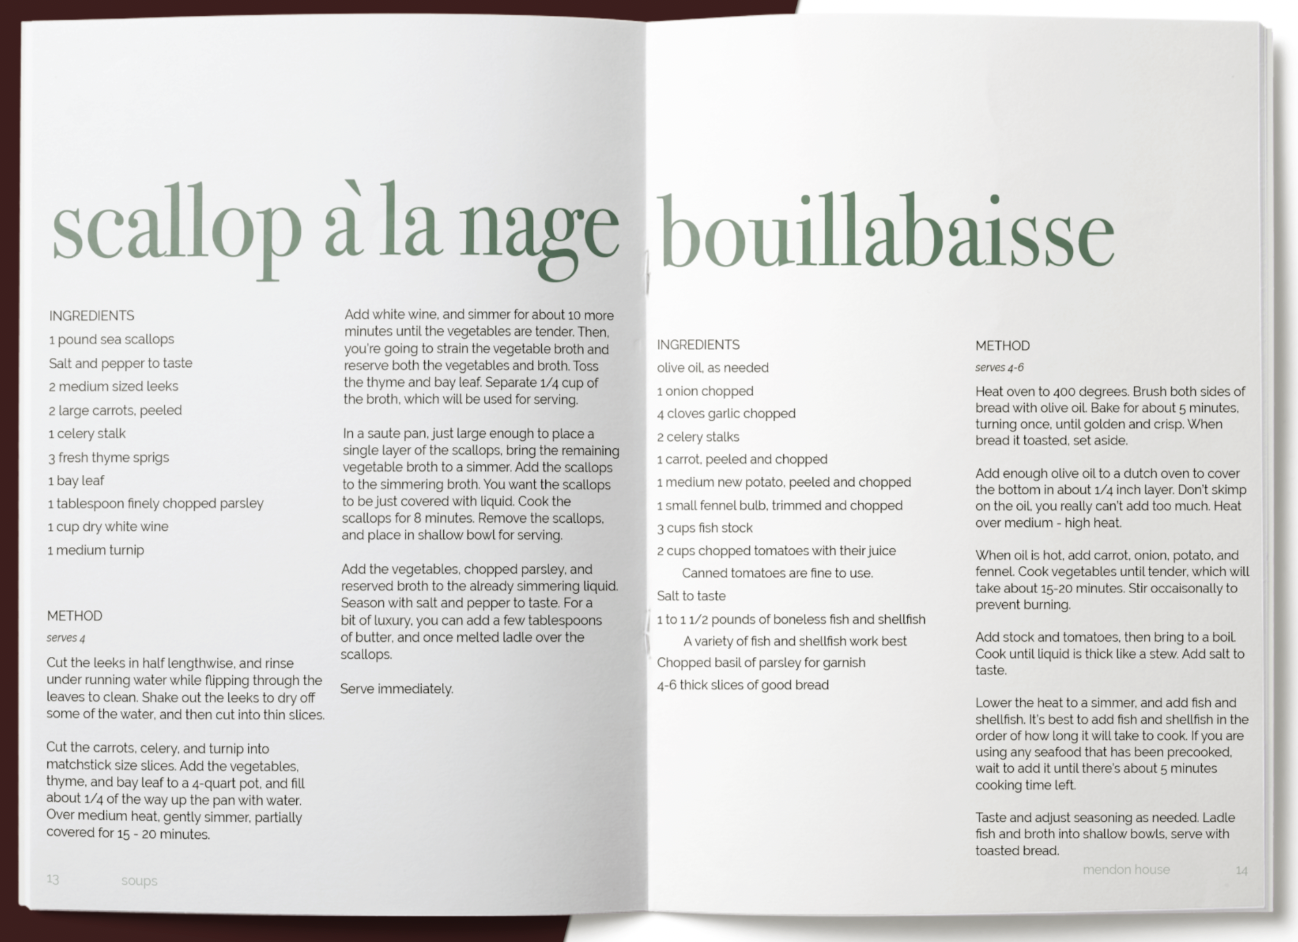 scallop à la nage
INGREDIENTS
1 pound sea scallops
Salt and pepper to taste
2 medium sized leeks
2 large carrots, peeled
1 celery stalk
3 fresh thyme sprigs
1 bay leaf
1 tablespoon finely chopped parsley
1 cup dry white wine
1 medium turnip
METHOD
serves 4
Cut the leeks in half lengthwise, and rinse
under running water while flipping through the
leaves to clean. Shake out the leeks to dry off
some of the water, and then cut into thin slices.
Cut the carrots, celery, and turnip into
matchstick size slices. Add the vegetables,
thyme, and bay leaf to a 4-quart pot, and fill
about 1/4 of the way up the pan with water.
Over medium heat, gently simmer, partially
covered for 15 - 20 minutes.
Add white wine, and simmer for about 10 more
minutes until the vegetables are tender. Then,
you're going to strain the vegetable broth and
reserve both the vegetables and broth. Toss
the thyme and bay leaf. Separate 1/4 cup of
the broth, which will be used for serving.
In a saute pan, just large enough to place a
single layer of the scallops, bring the remaining
vegetable broth to a simmer. Add the scallops
to the simmering broth. You want the scallops
to be just covered with liquid. Cook the
scallops for 8 minutes. Remove the scallops,
and place in shallow bowl for serving.
Add the vegetables, chopped parsley, and
reserved broth to the already simmering liquid.
Season with salt and pepper to taste. For a
bit of luxury, you can add a few tablespoons
of butter, and once melted ladle over the
scallops.
Serve immediately.
13 soups
bouillabaisse
INGREDIENTS
olive oil, as needed
1 onion chopped
4 cloves garlic chopped
2 celery stalks
1 carrot, peeled and chopped
1 medium new potato, peeled and chopped
1 small fennel bulb, trimmed and chopped
3 cups fish stock
2 cups chopped tomatoes with their juice
Canned tomatoes are fine to use.
Salt to taste
1 to 1 1/2 pounds of boneless fish and shellfish
A variety of fish and shellfish work best
Chopped basil of parsley for garnish
4-6 thick slices of good bread
METHOD
serves 4-6
Heat oven to 400 degrees. Brush both sides of
bread with olive oil. Bake for about 5 minutes,
turning once, until golden and crisp. When
bread it toasted, set aside.
Add enough olive oil to a dutch oven to cover
the bottom in about 1/4 inch layer. Don't skimp
on the oil, you really can't add too much. Heat
over medium - high heat.
When oil is hot, add carrot, onion, potato, and
fennel. Cook vegetables until tender, which will
take about 15-20 minutes. Stir occaisonally to
prevent burning.
Add stock and tomatoes, then bring to a boil.
Cook until liquid is thick like a stew. Add salt to
taste.
Lower the heat to a simmer, and add fish and
shellfish. It's best to add fish and shellfish in the
order of how long it will take to cook. If you are
using any seafood that has been precooked,
wait to add it until there's about 5 minutes
cooking time left.
Taste and adjust seasoning as needed. Ladle
fish and broth into shallow bowls, serve with
toasted bread.
mendon house 14